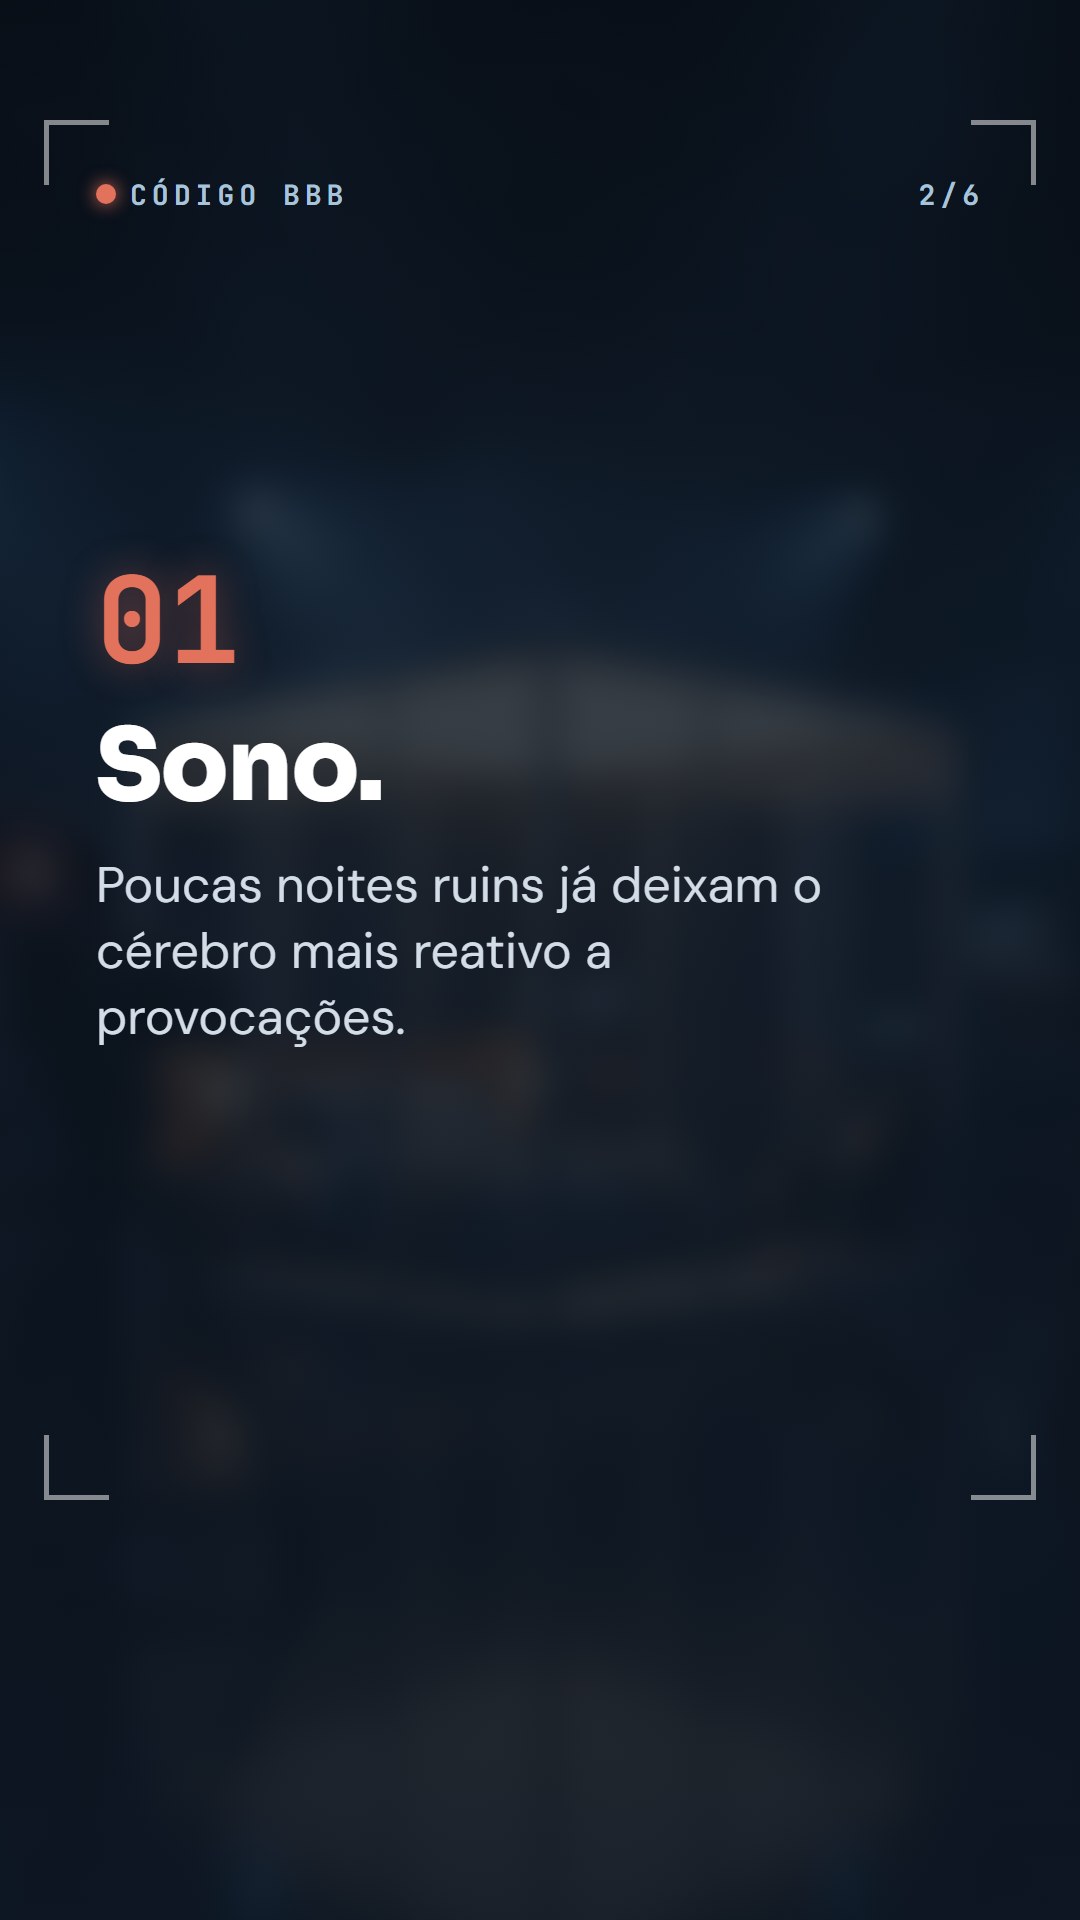 CÓDIGO BBB
2/6
01
Sono.
Poucas noites ruins já deixam o
cérebro mais reativo a
provocações.